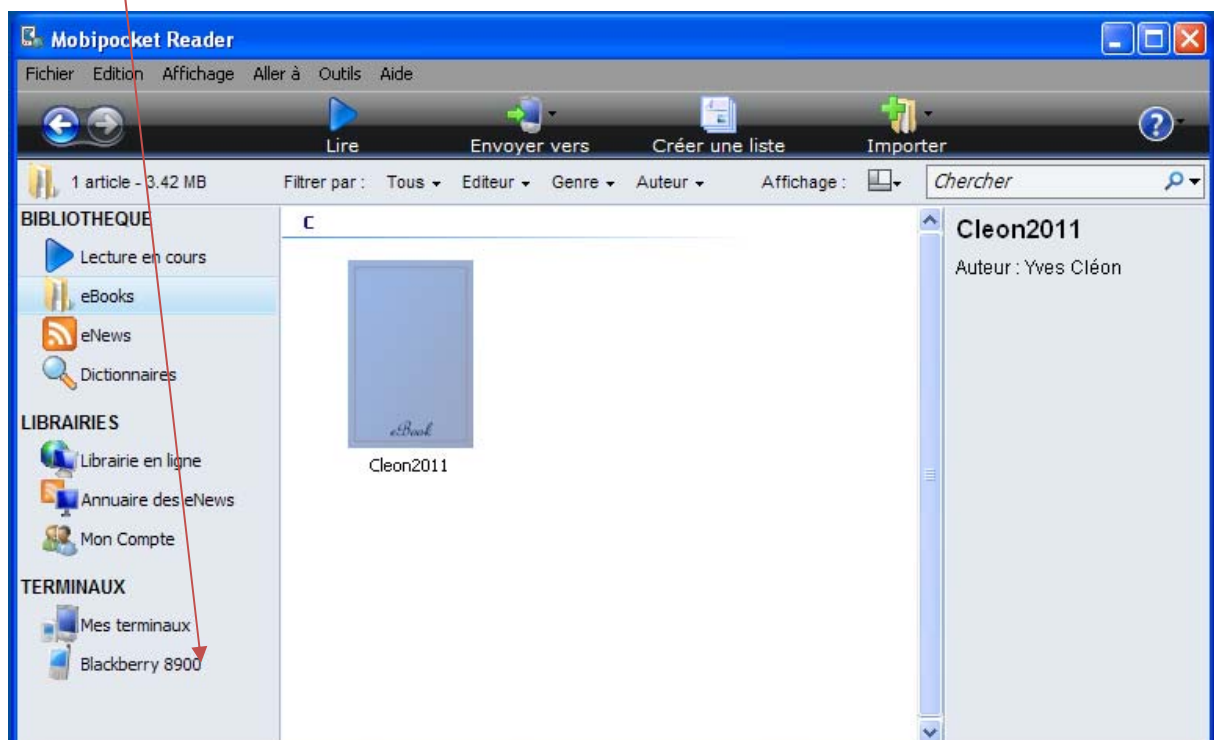 Mobipocket Reader
Fichier Edition Affichage Aller à Outils Aide
Lire Envoyer vers Créer une liste Importer
1 article - 3.42 MB Filtrer par : Tous Editeur Genre Auteur Affichage : Chercher
BIBLIOTHEQUE
Lecture en cours
eBooks
eNews
Dictionnaires
LIBRAIRIES
Librairie en ligne
Annuaire des eNews
Mon Compte
TERMINAUX
Mes terminaux
Blackberry 8900
C
eBook
Cleon2011
Cleon2011
Auteur : Yves Cléon